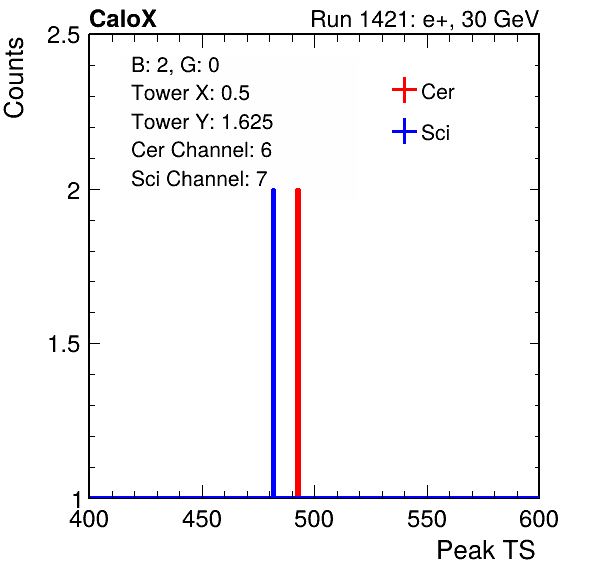 CaloX Run 1421: e+, 30 GeV
Counts
2.5
B: 2, G: 0
Tower X: 0.5
Tower Y: 1.625
Cer Channel: 6
Sci Channel: 7
Cer
Sci
2
1.5
1
400 450 500 550 600
Peak TS